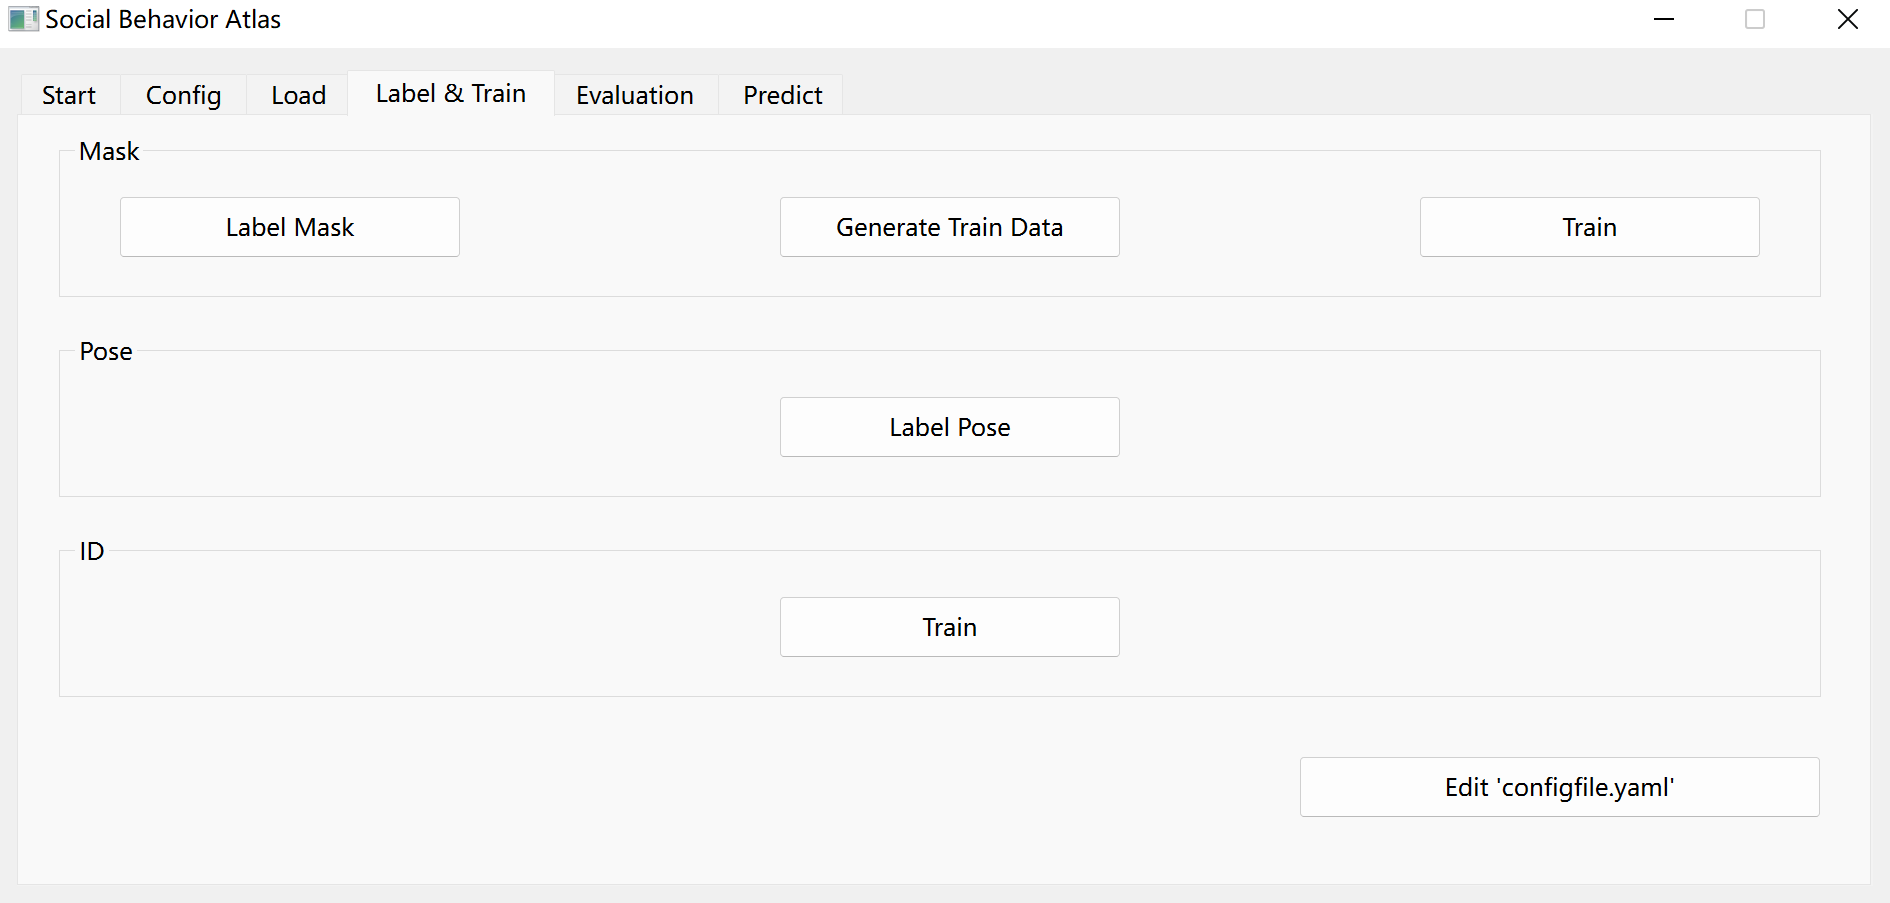 Social Behavior Atlas
Start Config Load Label & Train Evaluation Predict
Mask
Label Mask Generate Train Data Train
Pose
Label Pose
ID
Train
Edit 'configfile.yaml'